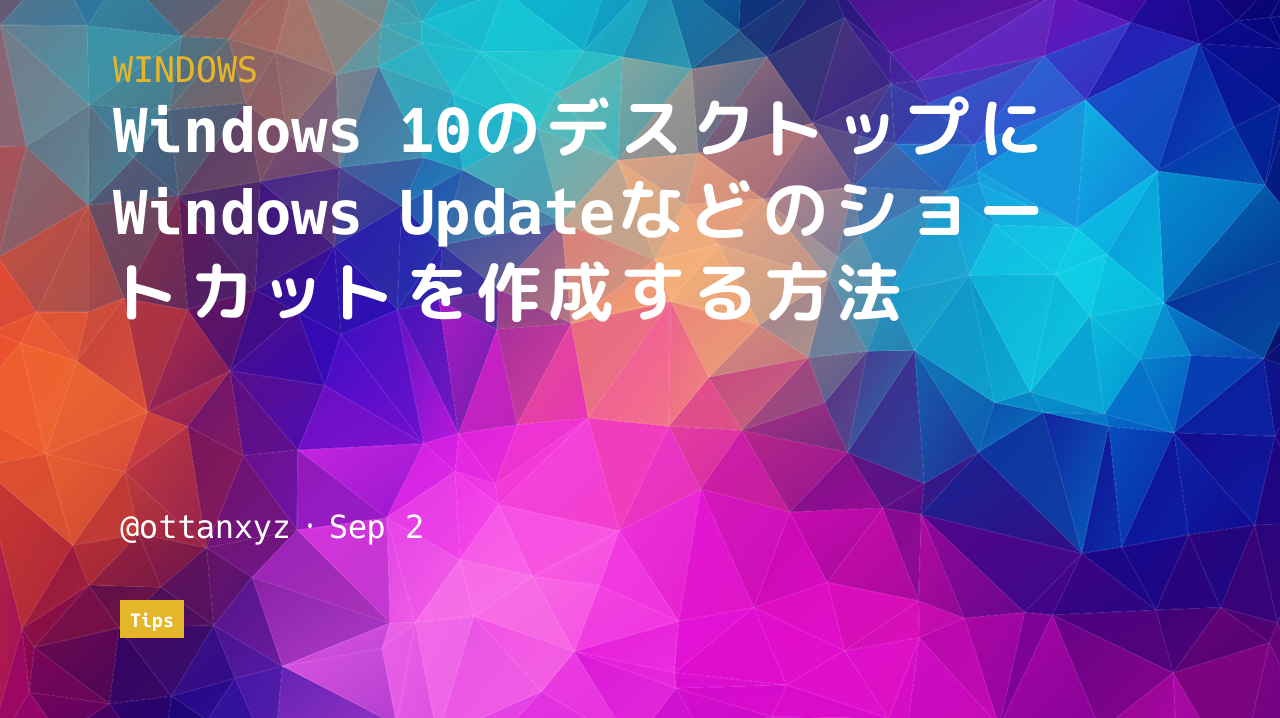 WINDOWS
Windows 10のデスクトップに
Windows Updateなどのショー
トカットを作成する方法
@ottanxyz · Sep 2
Tips